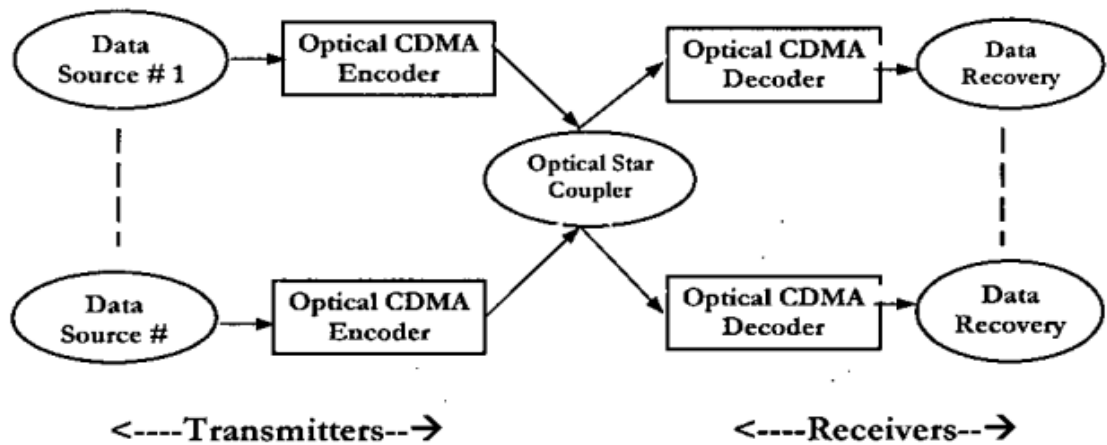 Data
Source # 1
Optical CDMA
Encoder
Optical CDMA
Decoder
Data
Recovery
Optical Star
Coupler
Data
Source #
Optical CDMA
Encoder
Optical CDMA
Decoder
Data
Recovery
<----Transmitters--→
<----Receivers--→